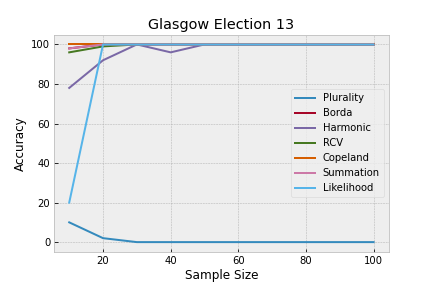 Glasgow Election 13
100
80
60
40
20
0
Accuracy
Plurality
Borda
Harmonic
RCV
Copeland
Summation
Likelihood
20
40
60
80
100
Sample Size